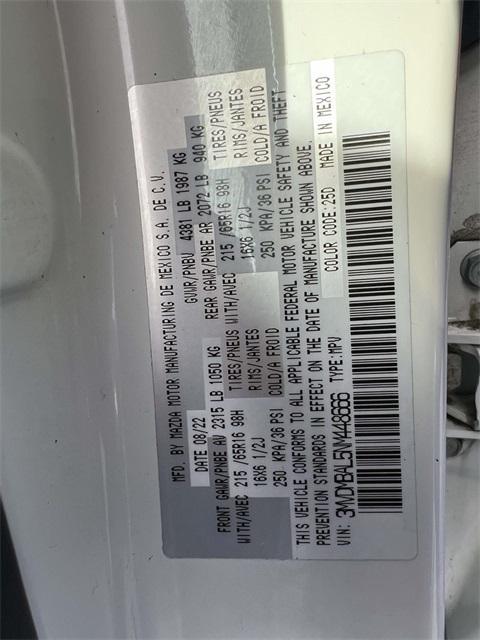 MFD. BY MAZDA MOTOR MANUFACTURING DE MEXICO S.A. DE C.V.
DATE 08/22 GVWR/PNBV 4381 LB 1987 KG
FRONT GAWR/PNBE AV 2315 LB 1050 KG REAR GAWR/PNBE AR 2072 LB 940 KG
WITH/AVEC 215 /65R16 98H TIRES/PNEUS WITH/AVEC 215 /65R16 98H TIRES/PNEUS
16X6 1/2J RIMS/JANTES 16X6 1/2J RIMS/JANTES
250 KPA/36 PSI COLD/A FROID 250 KPA/36 PSI COLD/A FROID
THIS VEHICLE CONFORMS TO ALL APPLICABLE FEDERAL MOTOR VEHICLE SAFETY AND THEFT
PREVENTION STANDARDS IN EFFECT ON THE DATE OF MANUFACTURE SHOWN ABOVE.
COLOR CODE:25D MADE IN MEXICO
VIN: 3MVDMBAL5NM448666 TYPE:MPV